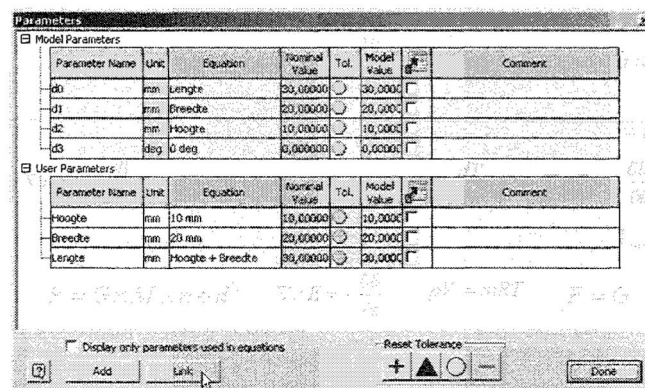 Parameters
Model Parameters
Parameter Name Unit Equation Nominal Value Tol. Model Value Comment
d0 mm Lengte 30,00000 30,0000
d1 mm Breedte 20,00000 20,0000
d2 mm Hoogte 10,00000 10,0000
d3 deg 0 deg 0,000000 0,00000
User Parameters
Parameter Name Unit Equation Nominal Value Tol. Model Value Comment
Hoogte mm 10 mm 10,00000 10,0000
Breedte mm 20 mm 20,00000 20,0000
Lengte mm Hoogte + Breedte 30,00000 30,0000
Display only parameters used in equations
Reset Tolerance
Add Link Done